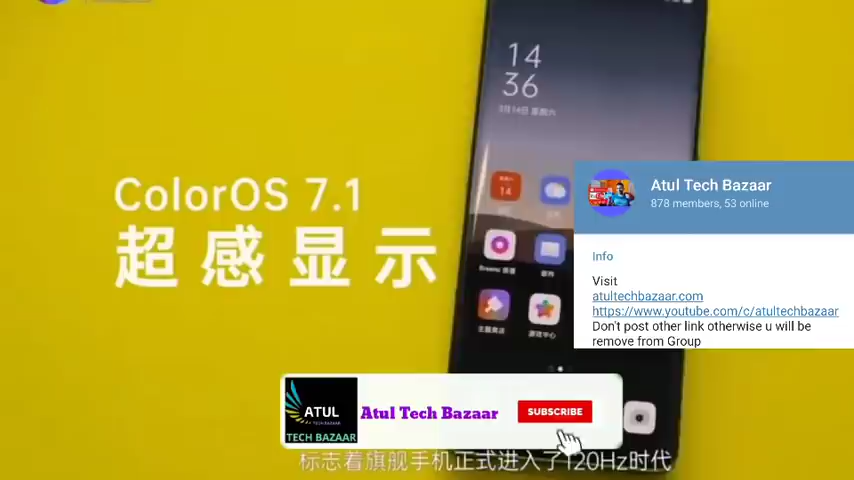 14
36
ColorOS 7.1
超感显示
14
Atul Tech Bazaar
878 members, 53 online
Info
Visit
atultechbazaar.com
https://www.youtube.com/c/atultechbazaar
Don't post other link otherwise u will be
remove from Group
ATUL
TECH BAZAAR
TECH BAZAAR
Atul Tech Bazaar
SUBSCRIBE
标志着旗舰手机正式进入了120Hz时代